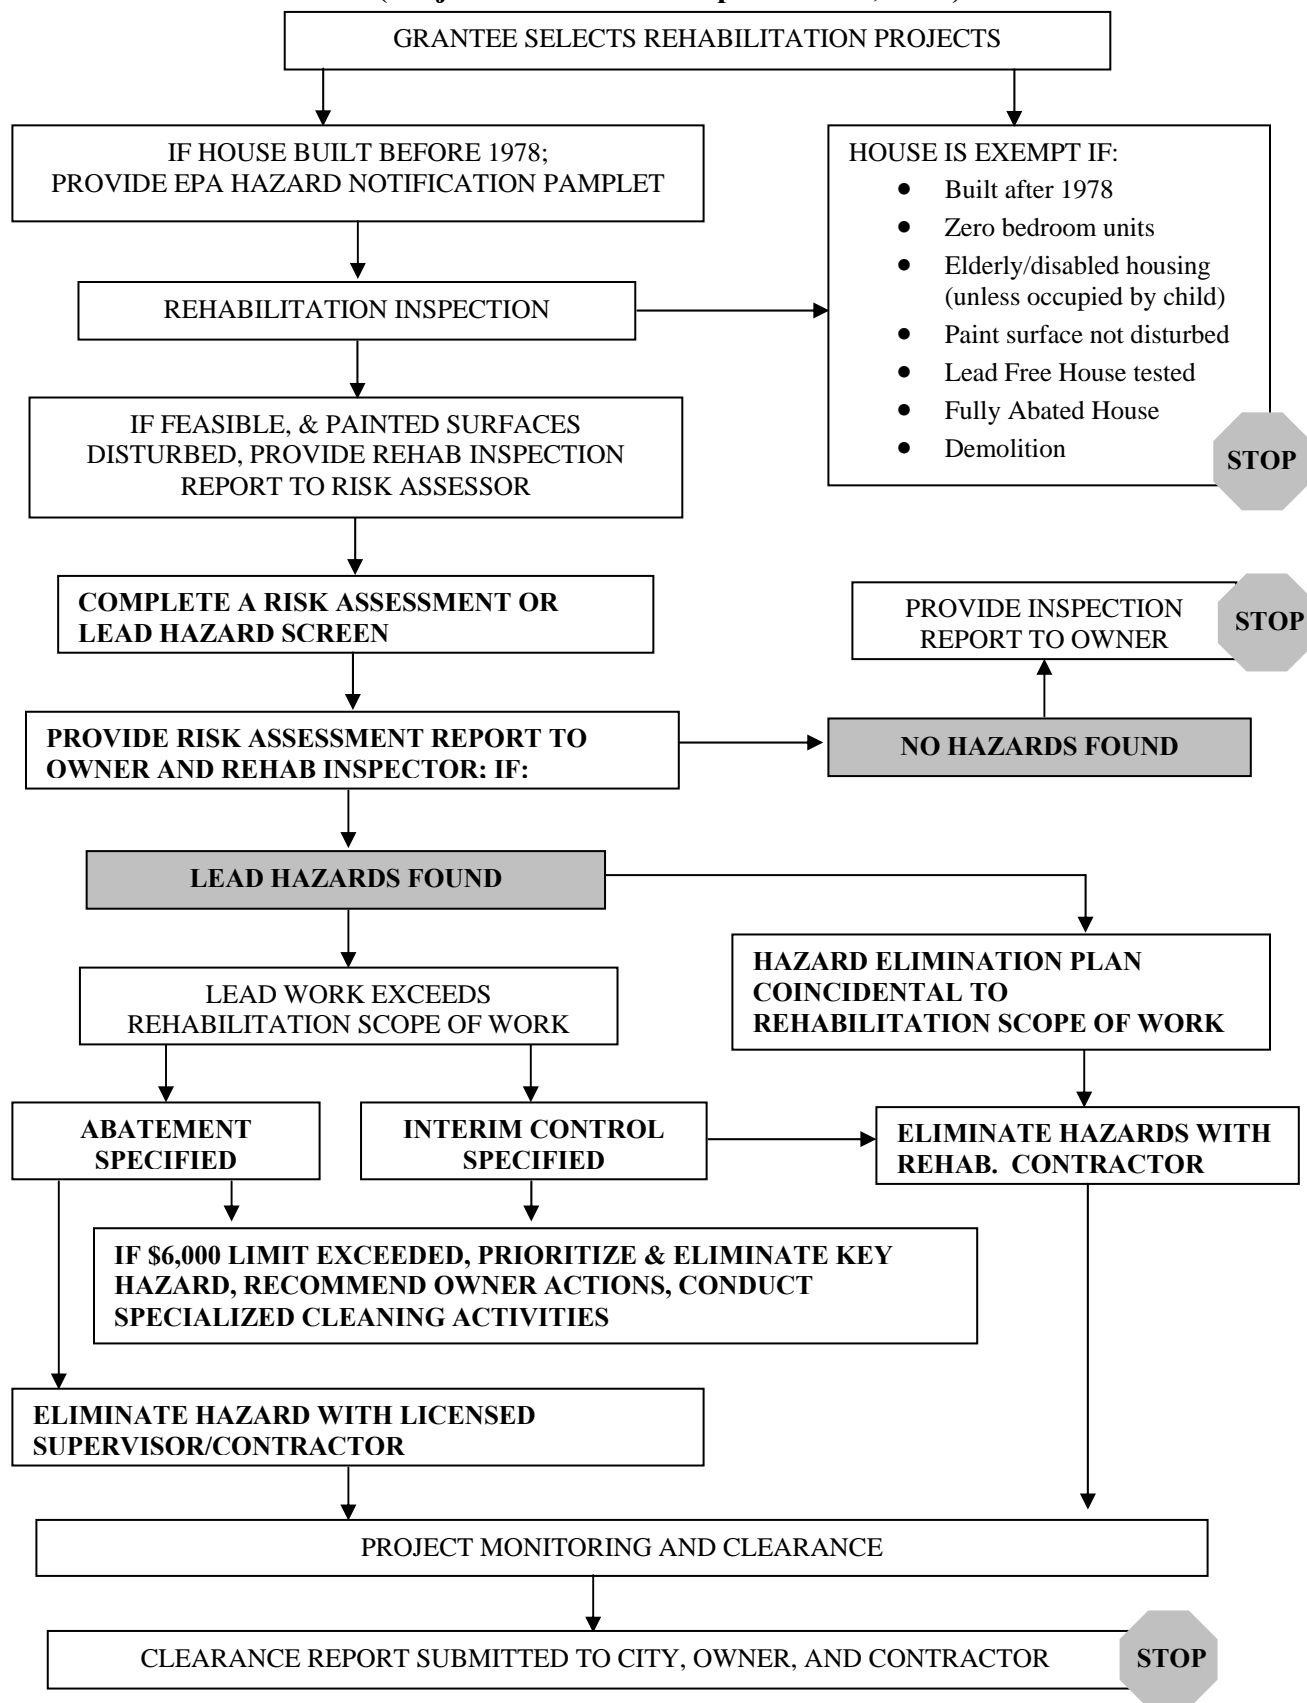 GRANTEE SELECTS REHABILITATION PROJECTS
IF HOUSE BUILT BEFORE 1978;
PROVIDE EPA HAZARD NOTIFICATION PAMPLET
HOUSE IS EXEMPT IF:
• Built after 1978
• Zero bedroom units
• Elderly/disabled housing
(unless occupied by child)
• Paint surface not disturbed
• Lead Free House tested
• Fully Abated House
• Demolition
STOP
REHABILITATION INSPECTION
IF FEASIBLE, & PAINTED SURFACES
DISTURBED, PROVIDE REHAB INSPECTION
REPORT TO RISK ASSESSOR
COMPLETE A RISK ASSESSMENT OR
LEAD HAZARD SCREEN
PROVIDE INSPECTION
REPORT TO OWNER
STOP
PROVIDE RISK ASSESSMENT REPORT TO
OWNER AND REHAB INSPECTOR: IF:
NO HAZARDS FOUND
LEAD HAZARDS FOUND
LEAD WORK EXCEEDS
REHABILITATION SCOPE OF WORK
HAZARD ELIMINATION PLAN
COINCIDENTAL TO
REHABILITATION SCOPE OF WORK
ABATEMENT
SPECIFIED
INTERIM CONTROL
SPECIFIED
ELIMINATE HAZARDS WITH
REHAB. CONTRACTOR
IF $6,000 LIMIT EXCEEDED, PRIORITIZE & ELIMINATE KEY
HAZARD, RECOMMEND OWNER ACTIONS, CONDUCT
SPECIALIZED CLEANING ACTIVITIES
ELIMINATE HAZARD WITH LICENSED
SUPERVISOR/CONTRACTOR
PROJECT MONITORING AND CLEARANCE
CLEARANCE REPORT SUBMITTED TO CITY, OWNER, AND CONTRACTOR
STOP